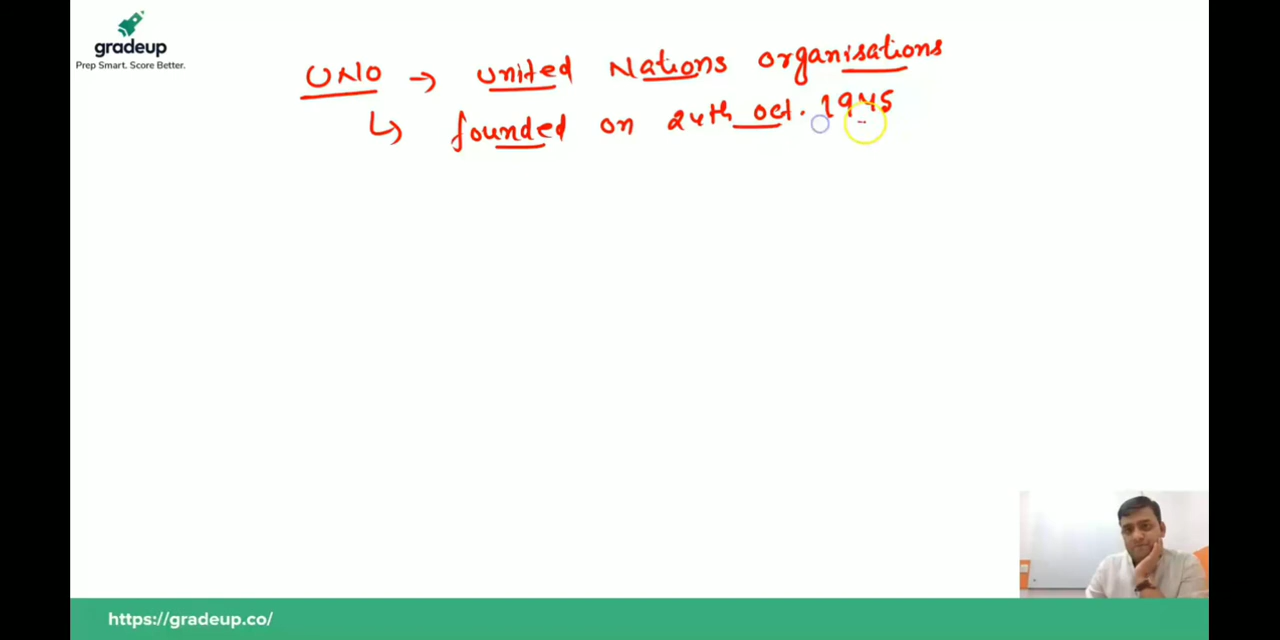 gradeup
Prep Smart. Score Better.
UNO → United Nations organisations
↳ founded on 24th oct. 1945
https://gradeup.co/